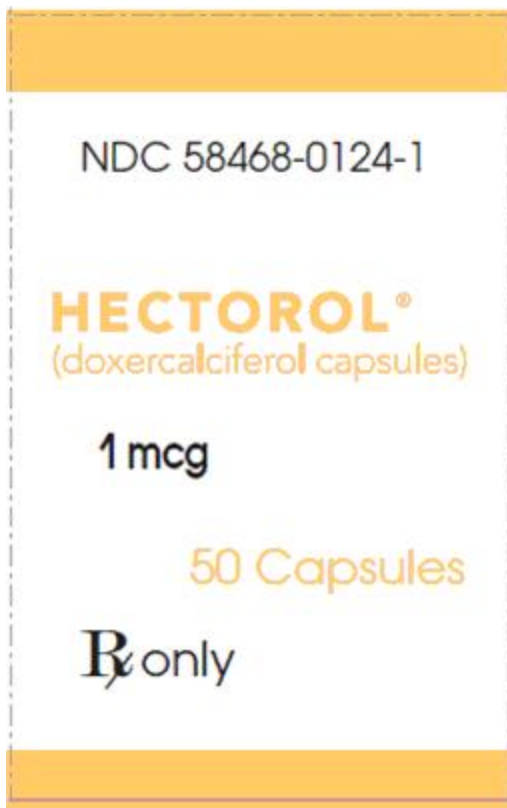 NDC 58468-0124-1
HECTOROL®
(doxercalciferol capsules)
1 mcg
50 Capsules
℞ only